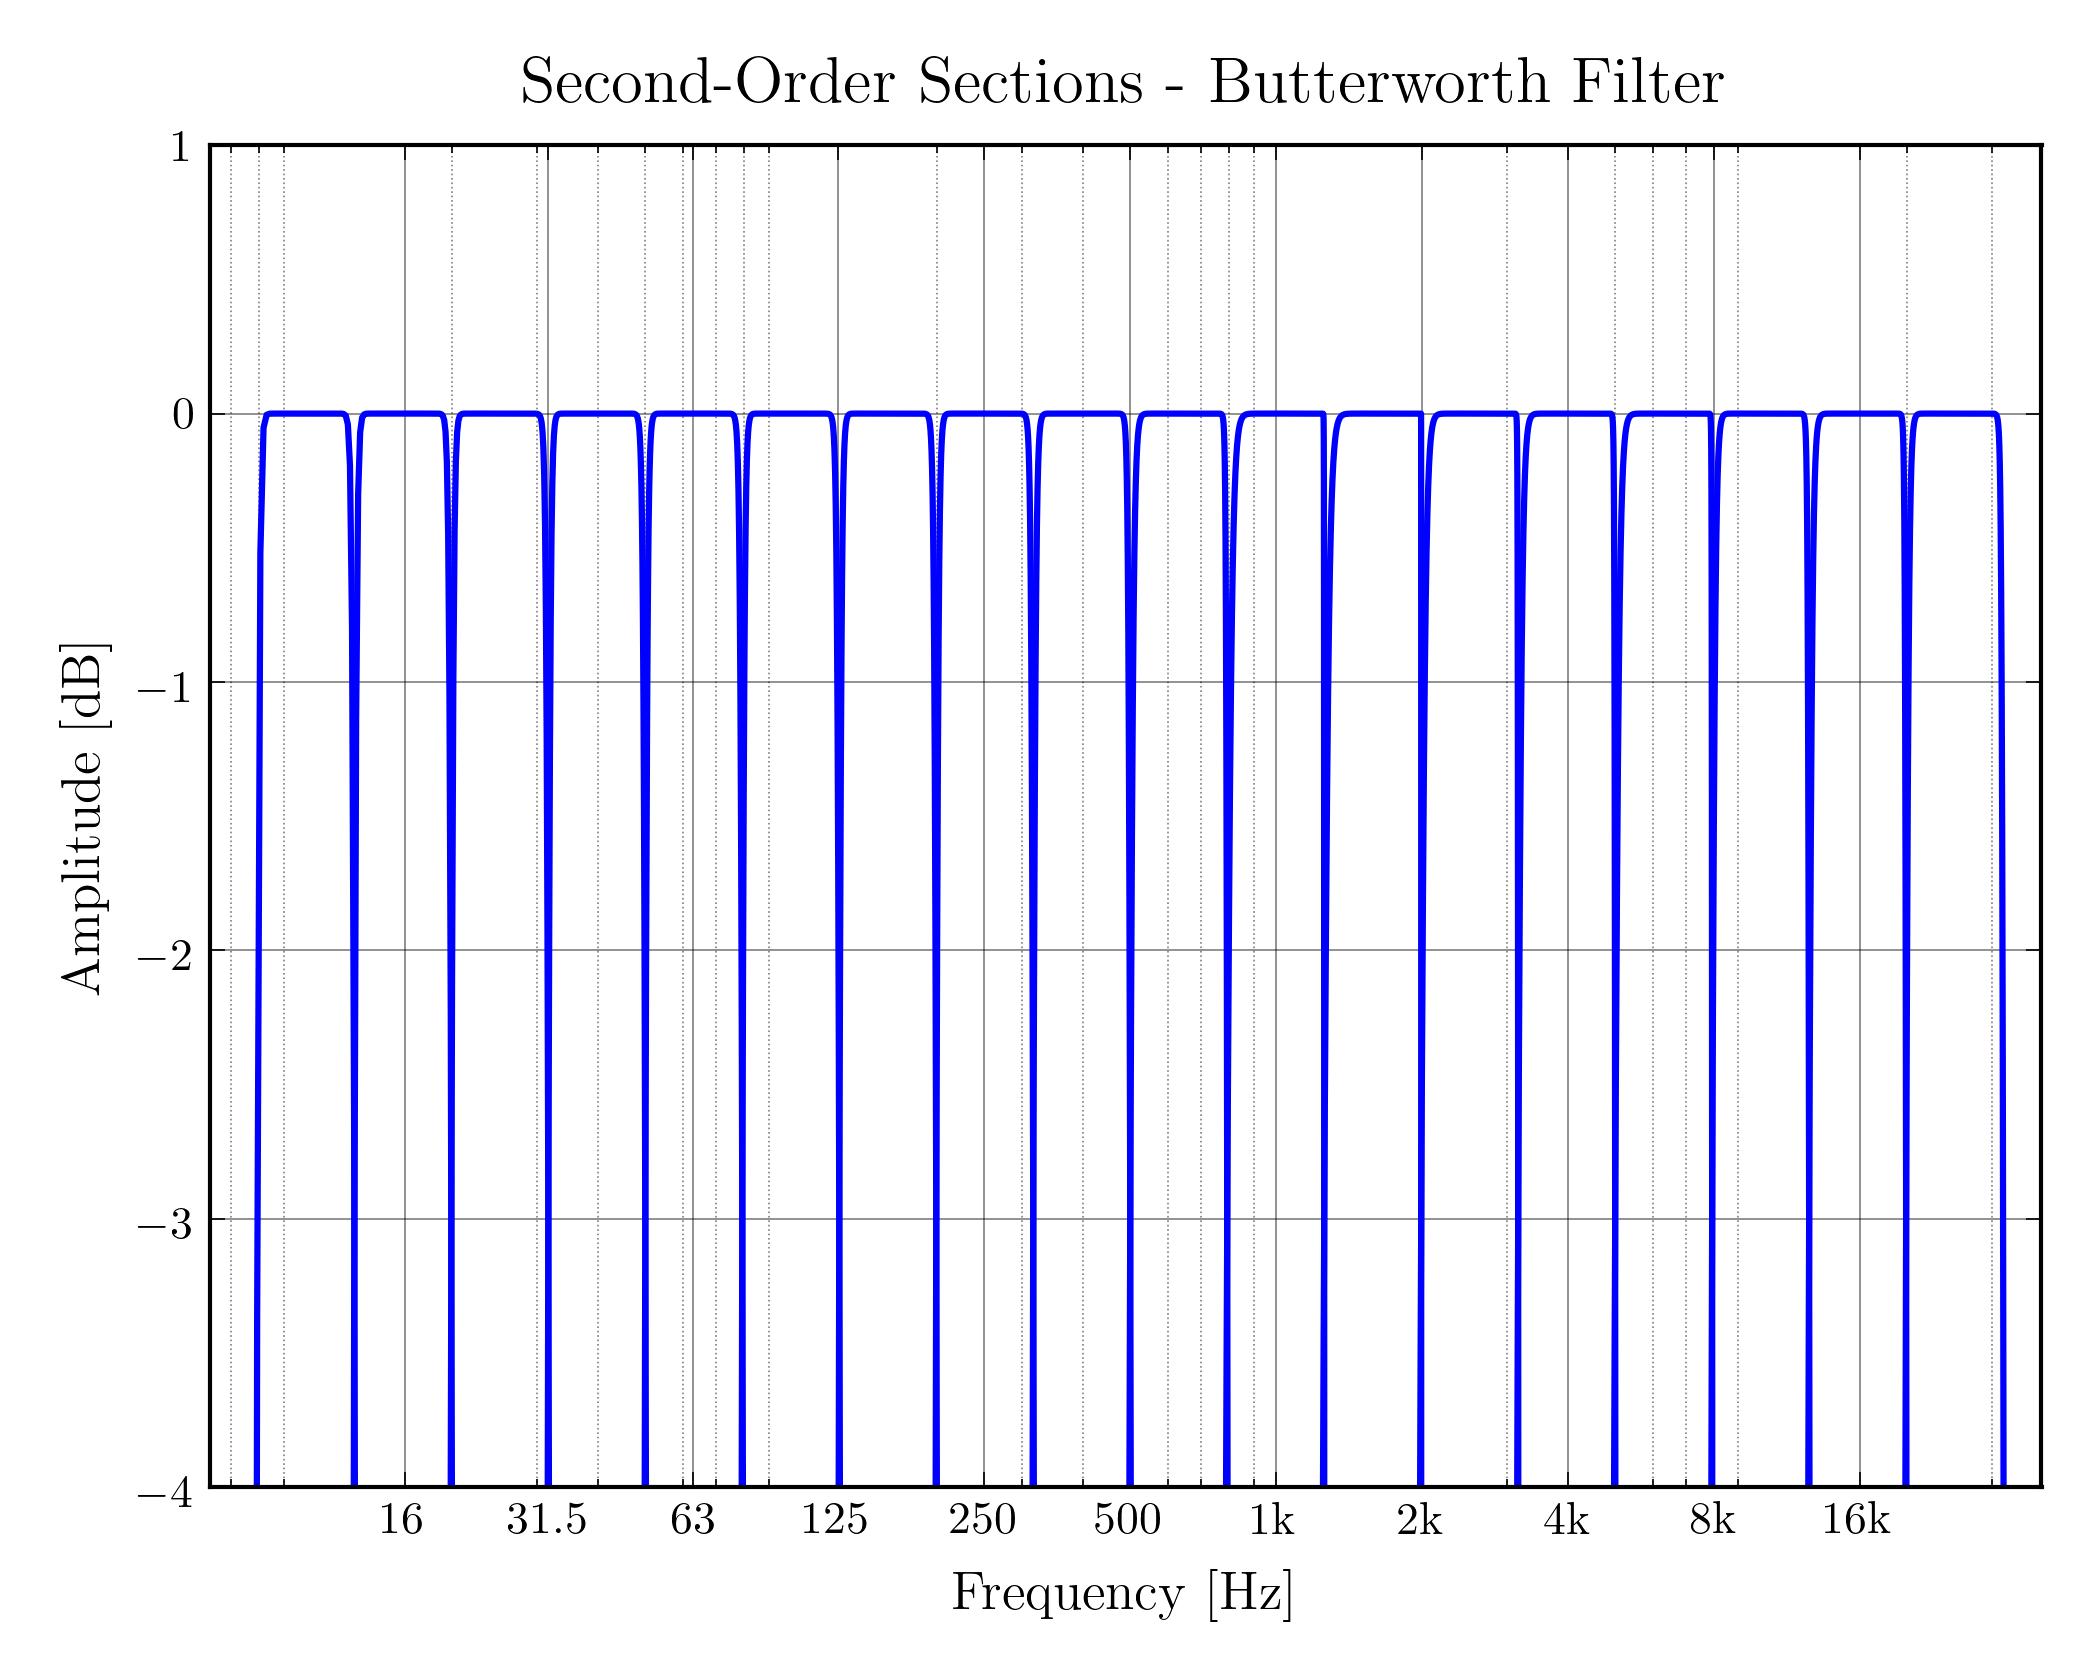 Second-Order Sections - Butterworth Filter
1
0
−1
−2
−3
−4
Amplitude [dB]
16 31.5 63 125 250 500 1k 2k 4k 8k 16k
Frequency [Hz]